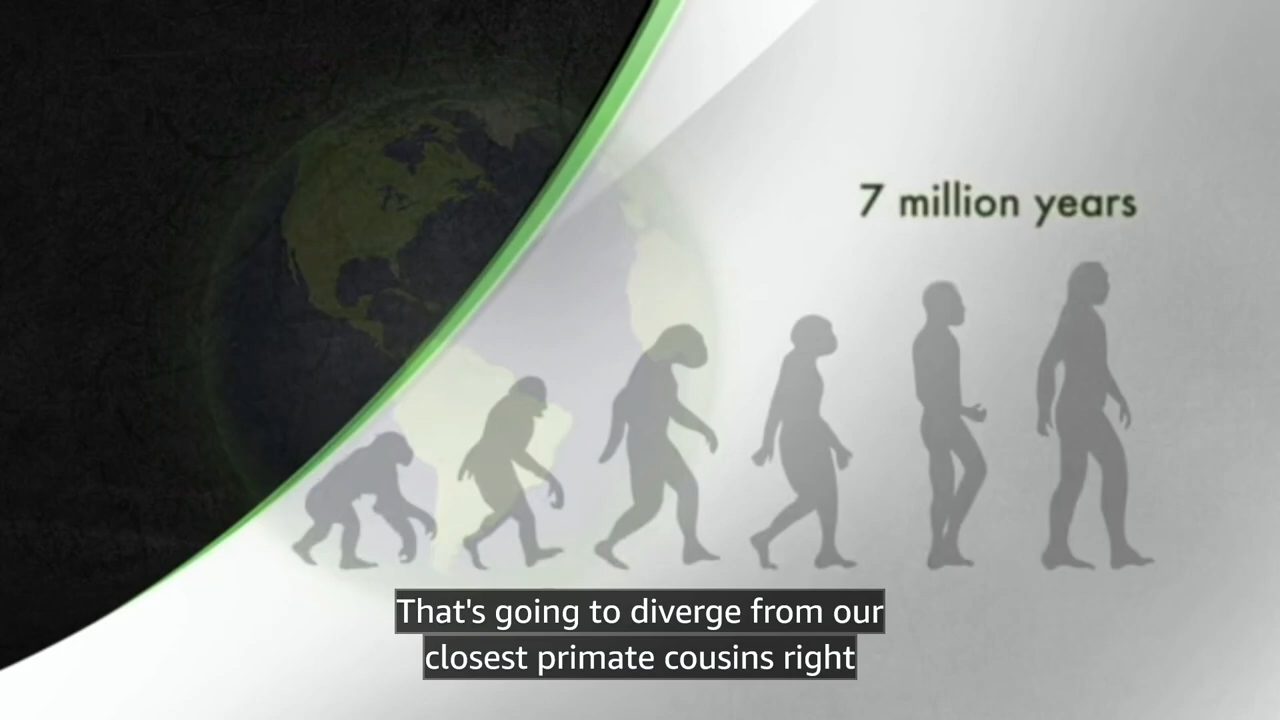 7 million years
That's going to diverge from our
closest primate cousins right